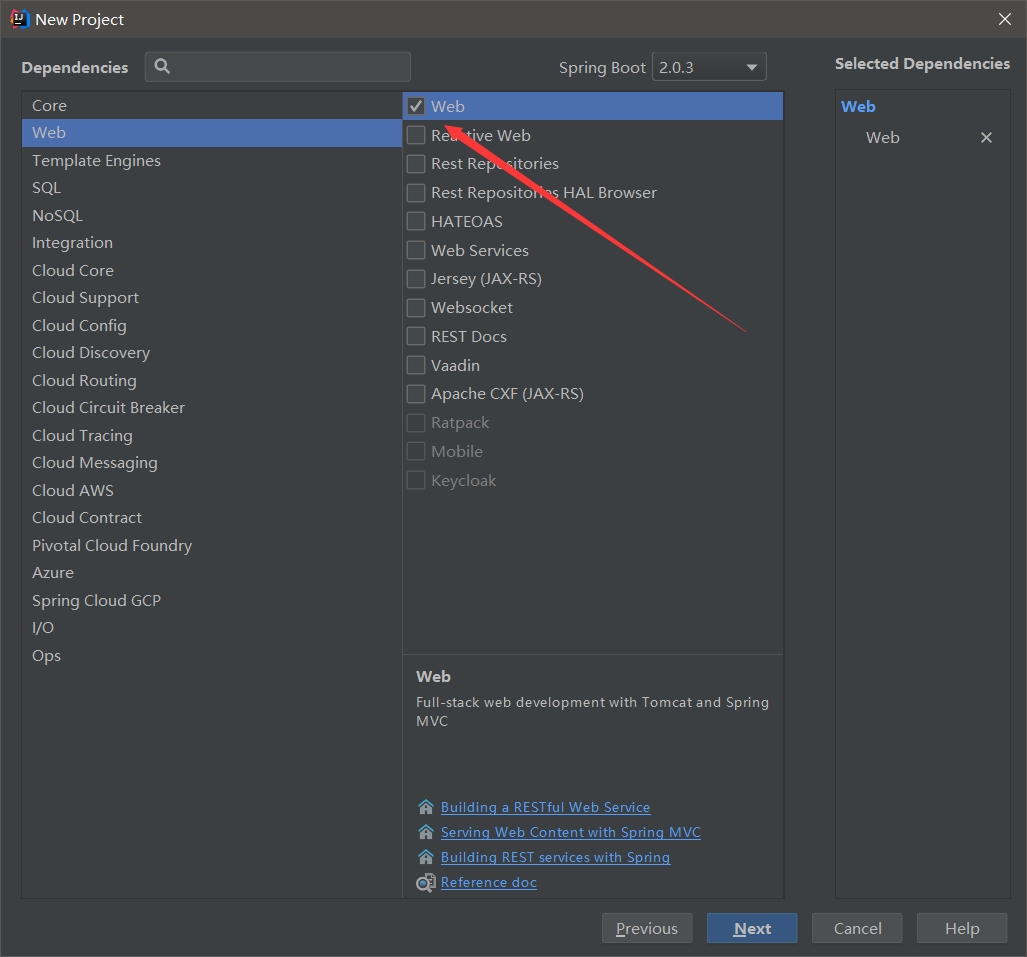 New Project
Dependencies
Spring Boot 2.0.3
Selected Dependencies
Core
Web
Template Engines
SQL
NoSQL
Integration
Cloud Core
Cloud Support
Cloud Config
Cloud Discovery
Cloud Routing
Cloud Circuit Breaker
Cloud Tracing
Cloud Messaging
Cloud AWS
Cloud Contract
Pivotal Cloud Foundry
Azure
Spring Cloud GCP
I/O
Ops
Web
Reactive Web
Rest Repositories
Rest Repositories HAL Browser
HATEOAS
Web Services
Jersey (JAX-RS)
Websocket
REST Docs
Vaadin
Apache CXF (JAX-RS)
Ratpack
Mobile
Keycloak
Web
Full-stack web development with Tomcat and Spring
MVC
Building a RESTful Web Service
Serving Web Content with Spring MVC
Building REST services with Spring
Reference doc
Web
Web
Previous
Next
Cancel
Help